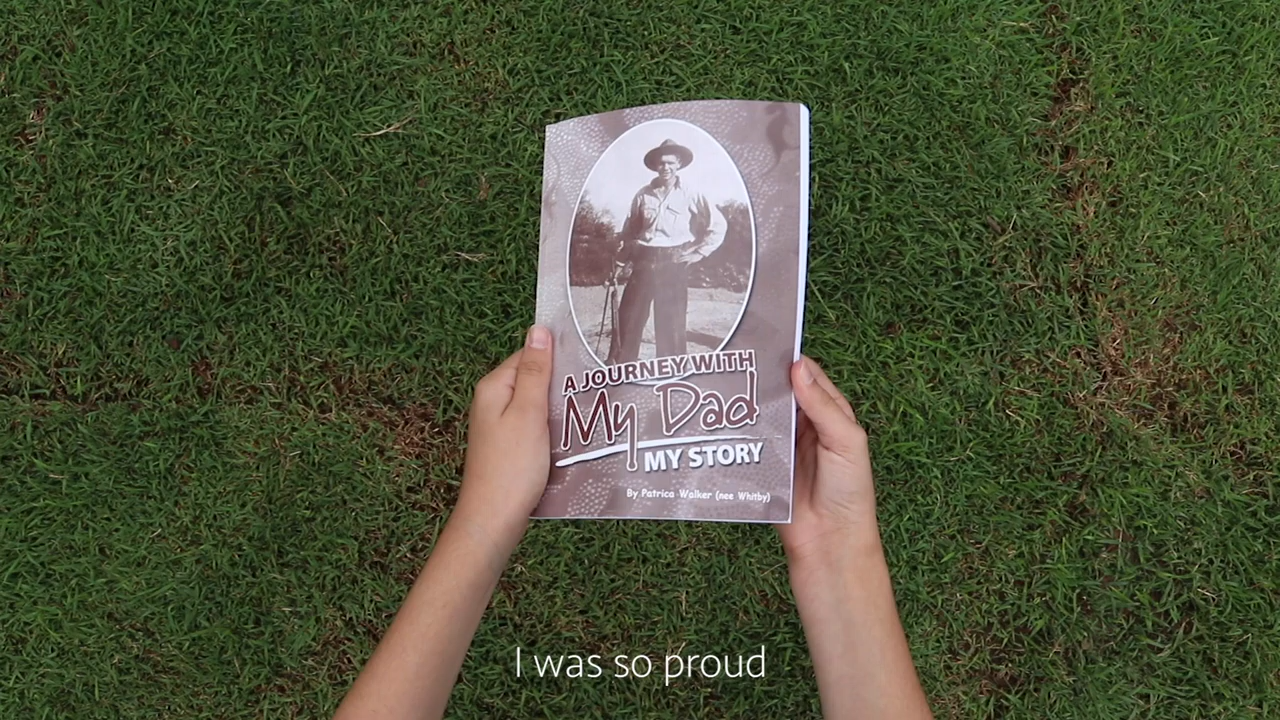 A JOURNEY WITH
My Dad
MY STORY
By Patrica Walker (nee Whitby)
I was so proud